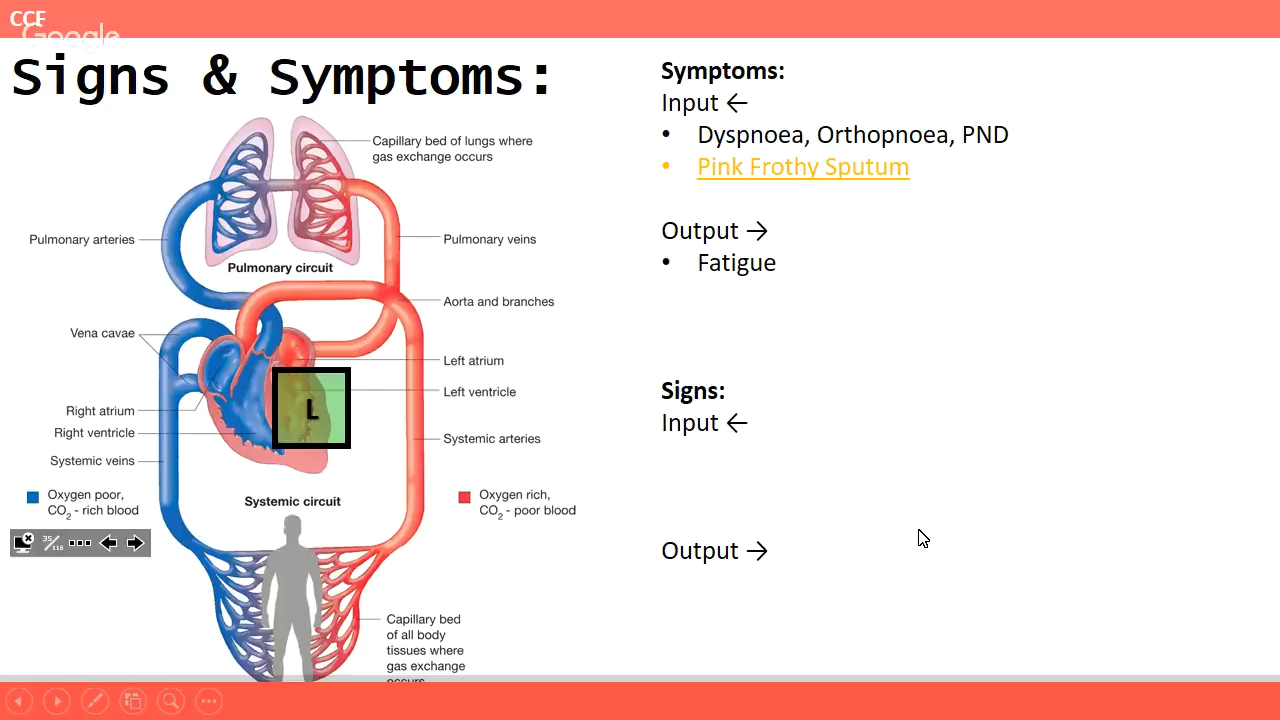 CCF
Google
Signs & Symptoms:
Capillary bed of lungs where
gas exchange occurs
Pulmonary arteries
Pulmonary veins
Pulmonary circuit
Aorta and branches
Vena cavae
Left atrium
Left ventricle
L
Right atrium
Right ventricle
Systemic arteries
Systemic veins
Oxygen poor,
CO2 - rich blood
Systemic circuit
Oxygen rich,
CO2 - poor blood
35/118
Capillary bed
of all body
tissues where
gas exchange
occurs
Symptoms:
Input ←
• Dyspnoea, Orthopnoea, PND
• Pink Frothy Sputum
Output →
• Fatigue
Signs:
Input ←
Output →